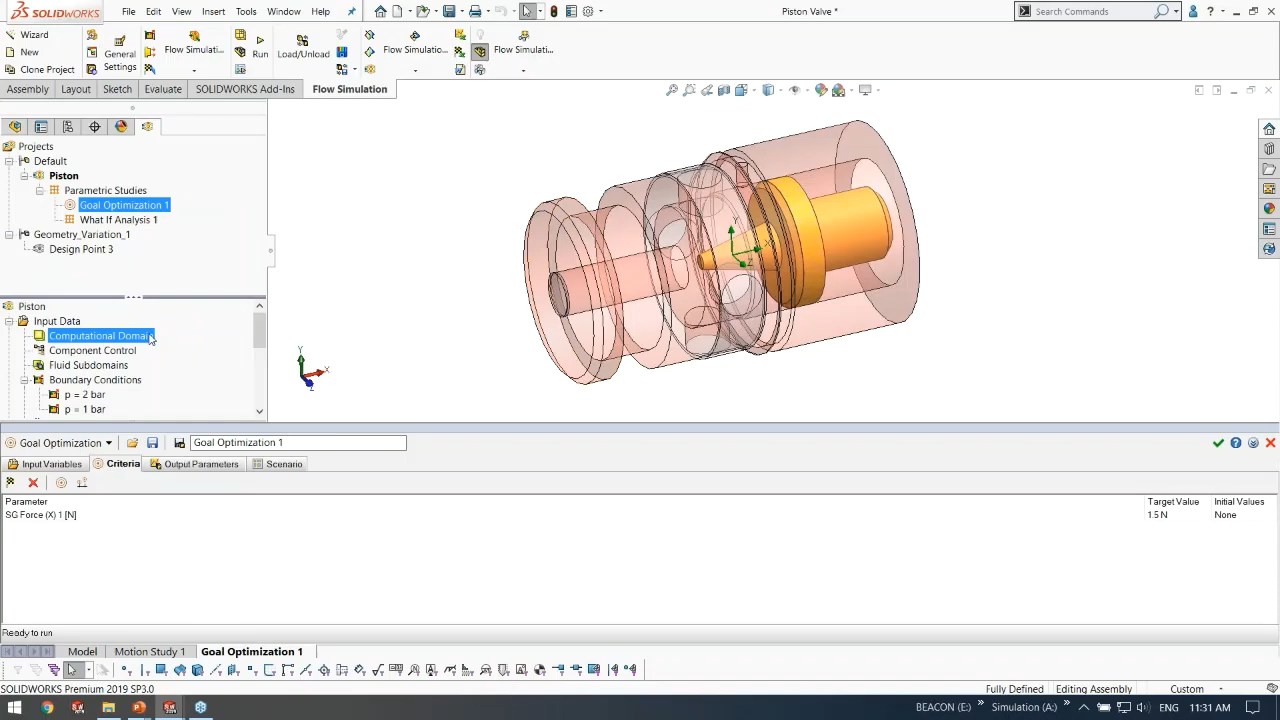 SOLIDWORKS
File Edit View Insert Tools Window Help
Piston Valve *
Search Commands
Wizard
New
Clone Project
General Settings
Flow Simulati...
Run
Load/Unload
Flow Simulatio...
Flow Simulati...
Assembly Layout Sketch Evaluate SOLIDWORKS Add-Ins Flow Simulation
Projects
Default
Piston
Parametric Studies
Goal Optimization 1
What If Analysis 1
Geometry_Variation_1
Design Point 3
Piston
Input Data
Computational Domain
Component Control
Fluid Subdomains
Boundary Conditions
p = 2 bar
p = 1 bar
Y
X
Z
Y
X
Z
Goal Optimization
Goal Optimization 1
Input Variables Criteria Output Parameters Scenario
Parameter Target Value Initial Values
SG Force (X) 1 [N] 1.5 N None
Ready to run
Model Motion Study 1 Goal Optimization 1
SOLIDWORKS Premium 2019 SP3.0 Fully Defined Editing Assembly Custom
BEACON (E:) » Simulation (A:) » ENG 11:31 AM